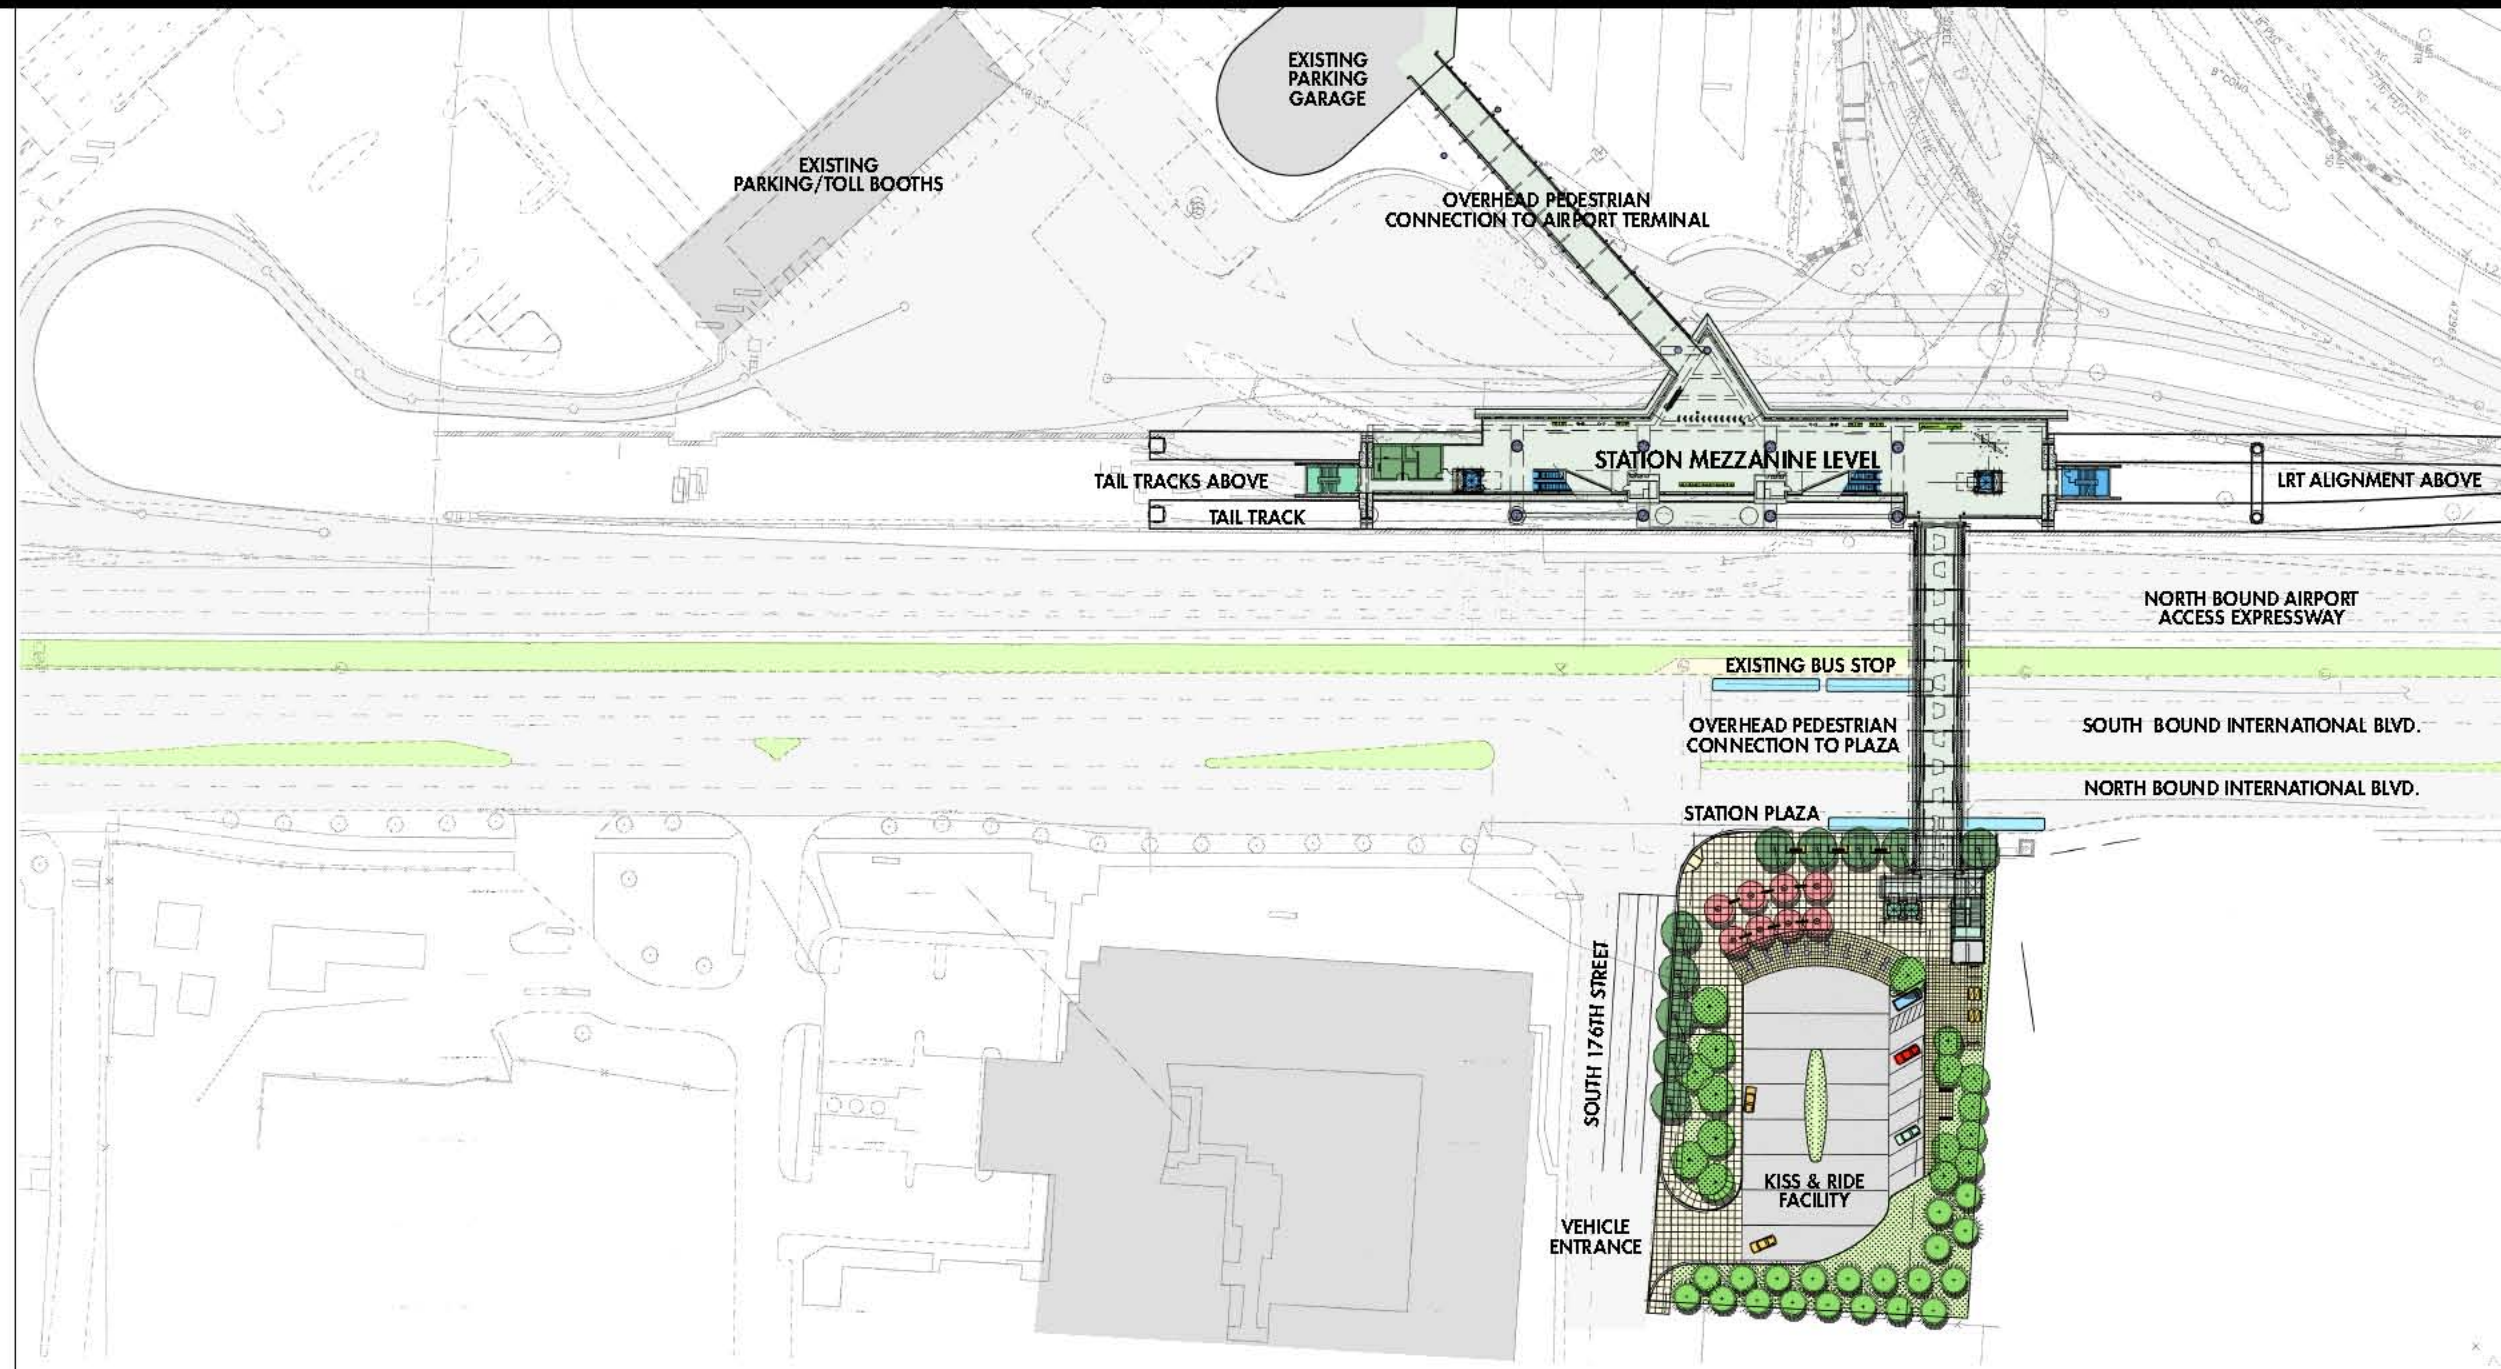 EXISTING
PARKING
GARAGE
EXISTING
PARKING/TOLL BOOTHS
OVERHEAD PEDESTRIAN
CONNECTION TO AIRPORT TERMINAL
STATION MEZZANINE LEVEL
TAIL TRACKS ABOVE
LRT ALIGNMENT ABOVE
TAIL TRACK
NORTH BOUND AIRPORT
ACCESS EXPRESSWAY
EXISTING BUS STOP
OVERHEAD PEDESTRIAN
CONNECTION TO PLAZA
SOUTH BOUND INTERNATIONAL BLVD.
NORTH BOUND INTERNATIONAL BLVD.
STATION PLAZA
SOUTH 176TH STREET
KISS & RIDE
FACILITY
VEHICLE
ENTRANCE